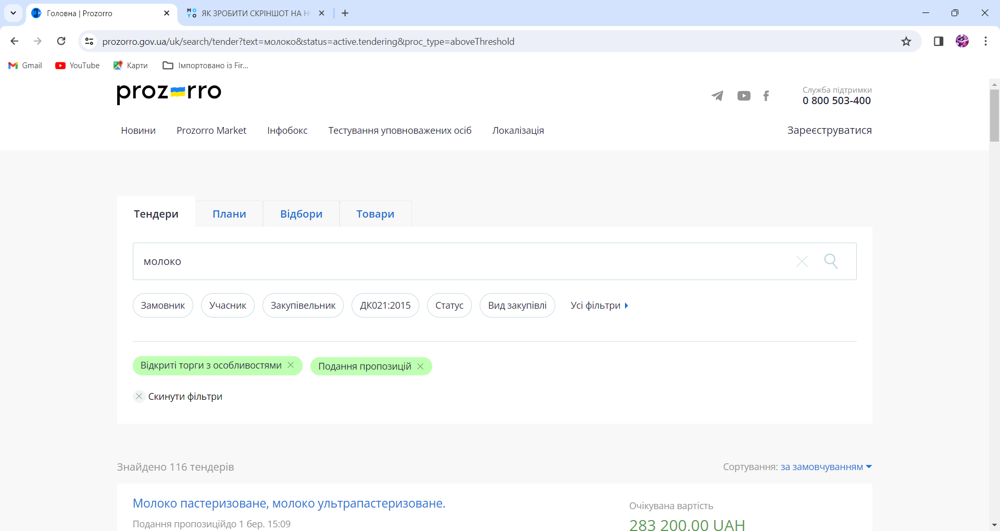 Головна | Prozorro
ЯК ЗРОБИТИ СКРІНШОТ НА Н
prozorro.gov.ua/uk/search/tender?text=молоко&status=active.tendering&proc_type=aboveThreshold
Gmail YouTube Карти Імпортовано із Fir...
prozorro
Служба підтримки
0 800 503-400
Новини Prozorro Market Інфобокс Тестування уповноважених осіб Локалізація Зареєструватися
Тендери Плани Відбори Товари
молоко
Замовник Учасник Закупівельник ДК021:2015 Статус Вид закупівлі Усі фільтри
Відкриті торги з особливостями Подання пропозицій
Скинути фільтри
Знайдено 116 тендерів Сортування: за замовчуванням
Молоко пастеризоване, молоко ультрапастеризоване.
Очікувана вартість
Подання пропозиційдо 1 бер. 15:09
283 200,00 UAH